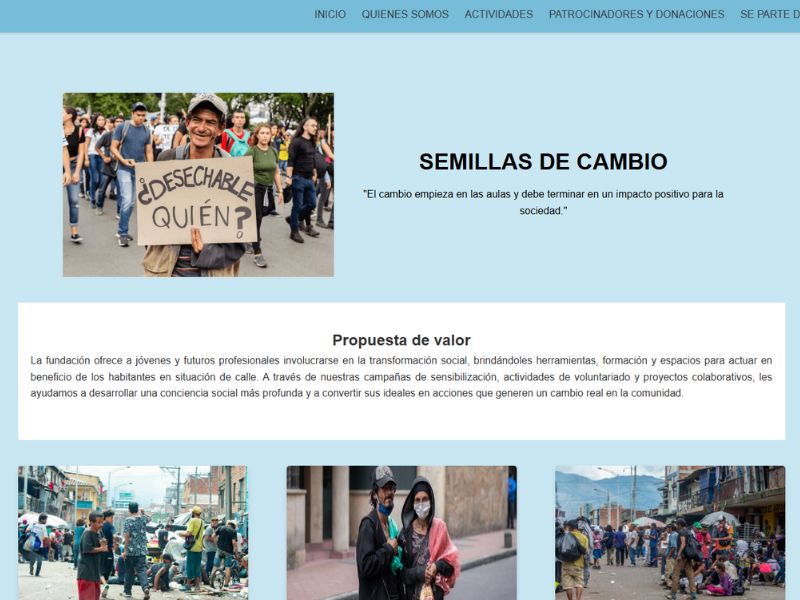 INICIO QUIENES SOMOS ACTIVIDADES PATROCINADORES Y DONACIONES SE PARTE D
¿DESECHABLE
QUIÉN?
SEMILLAS DE CAMBIO
"El cambio empieza en las aulas y debe terminar en un impacto positivo para la
sociedad."
Propuesta de valor
La fundación ofrece a jóvenes y futuros profesionales involucrarse en la transformación social, brindándoles herramientas, formación y espacios para actuar en
beneficio de los habitantes en situación de calle. A través de nuestras campañas de sensibilización, actividades de voluntariado y proyectos colaborativos, les
ayudamos a desarrollar una conciencia social más profunda y a convertir sus ideales en acciones que generen un cambio real en la comunidad.